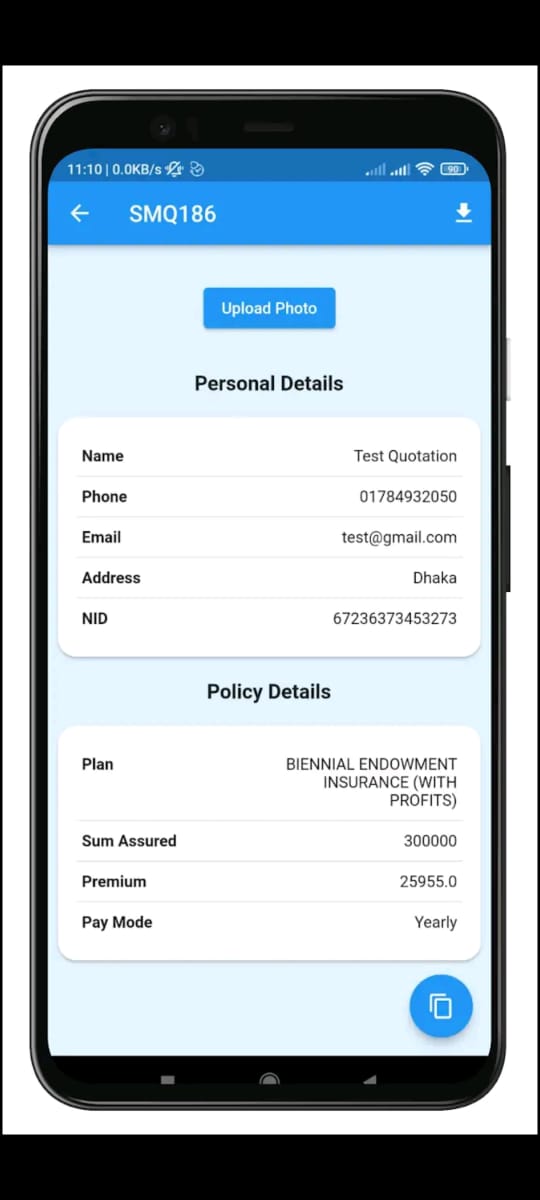 11:10 | 0.0KB/s
90
SMQ186
Upload Photo
Personal Details
Name Test Quotation
Phone 01784932050
Email test@gmail.com
Address Dhaka
NID 67236373453273
Policy Details
Plan BIENNIAL ENDOWMENT
INSURANCE (WITH
PROFITS)
Sum Assured 300000
Premium 25955.0
Pay Mode Yearly